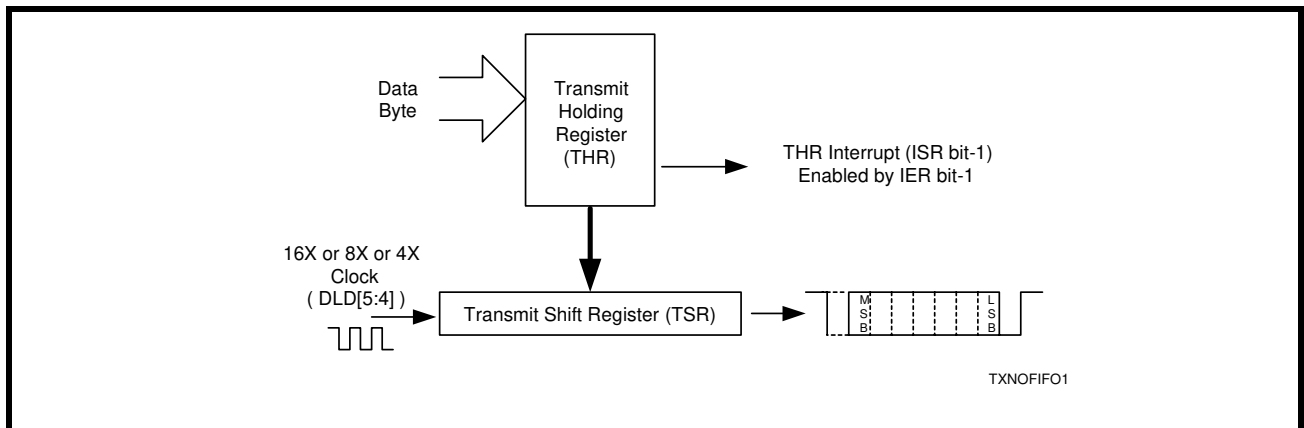 Data
Byte
Transmit
Holding
Register
(THR)
THR Interrupt (ISR bit-1)
Enabled by IER bit-1
16X or 8X or 4X
Clock
( DLD[5:4] )
Transmit Shift Register (TSR)
M
S
B
L
S
B
TXNOFIFO1